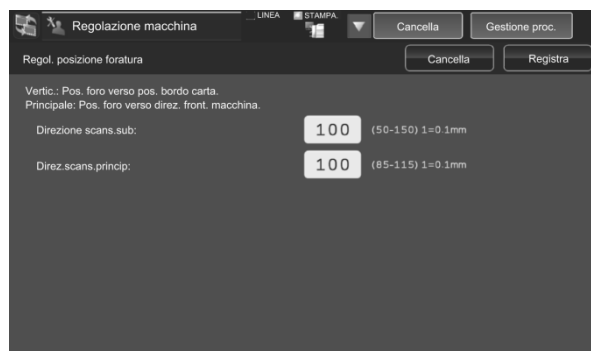 Regolazione macchina
LINEA
STAMPA.
Cancella
Gestione proc.
Regol. posizione foratura
Cancella
Registra
Vertic.: Pos. foro verso pos. bordo carta.
Principale: Pos. foro verso direz. front. macchina.
Direzione scans.sub: 100 (50-150) 1=0.1mm
Direz.scans.princip: 100 (85-115) 1=0.1mm